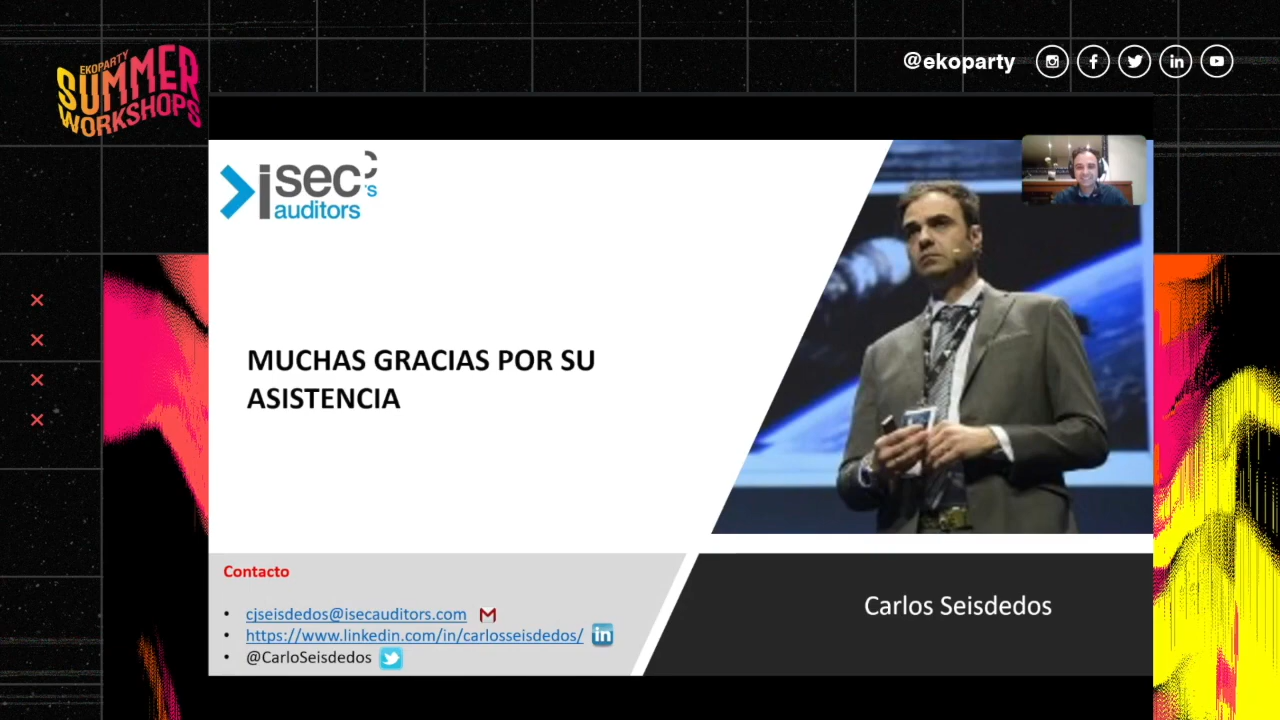 EKOPARTY
SUMMER
WORKSHOPS
@ekoparty
isec
's
auditors
MUCHAS GRACIAS POR SU
ASISTENCIA
Contacto
• cjseisdedos@isecauditors.com
• https://www.linkedin.com/in/carlosseisdedos/ in
• @CarloSeisdedos
Carlos Seisdedos